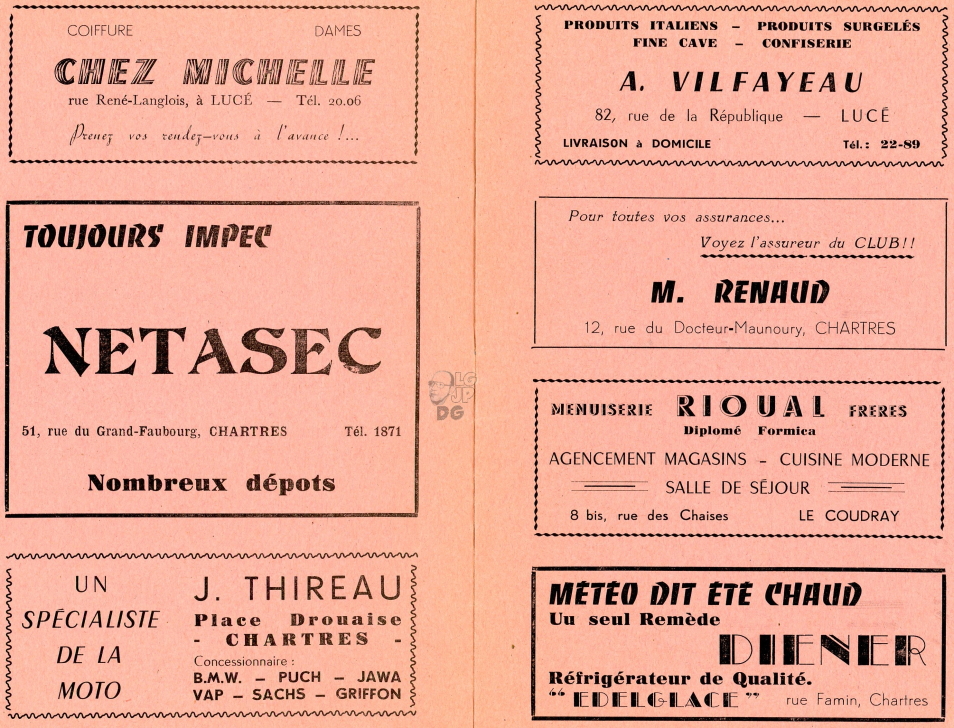 COIFFURE DAMES
CHEZ MICHELLE
rue René-Langlois, à LUCÉ — Tél. 20.06
Prenez vos rendez-vous à l'avance !...
TOUJOURS IMPEC
NETASEC
51, rue du Grand-Faubourg, CHARTRES Tél. 1871
Nombreux dépots
UN
SPÉCIALISTE
DE LA
MOTO
J. THIREAU
Place Drouaise
- CHARTRES -
Concessionnaire :
B.M.W. – PUCH – JAWA
VAP – SACHS – GRIFFON
LG
JP
DG
PRODUITS ITALIENS – PRODUITS SURGELÉS
FINE CAVE – CONFISERIE
A. VILFAYEAU
82, rue de la République — LUCÉ
LIVRAISON à DOMICILE Tél.: 22-89
Pour toutes vos assurances...
Voyez l'assureur du CLUB!!
M. RENAUD
12, rue du Docteur-Maunoury, CHARTRES
MENUISERIE RIOUAL FRERES
Diplomé Formica
AGENCEMENT MAGASINS – CUISINE MODERNE
SALLE DE SÉJOUR
8 bis, rue des Chaises LE COUDRAY
MÉTÉO DIT ÉTÉ CHAUD
Uu seul Remède
DIENER
Réfrigérateur de Qualité.
“ EDELGLACE ” rue Famin, Chartres